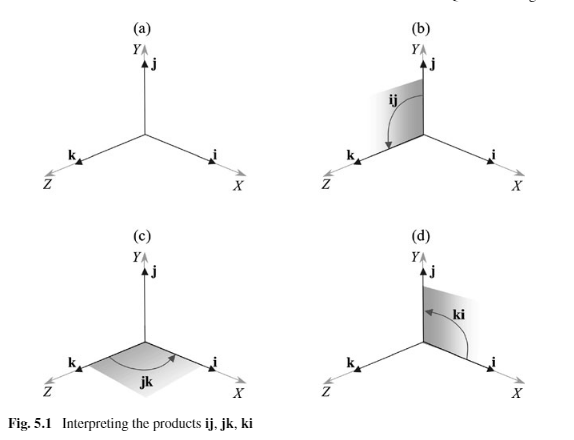 (a)
Y
j
k
i
Z
X
(b)
Y
j
ij
k
i
Z
X
(c)
Y
j
k
i
jk
Z
X
(d)
Y
j
ki
k
i
Z
X
Fig. 5.1 Interpreting the products ij, jk, ki